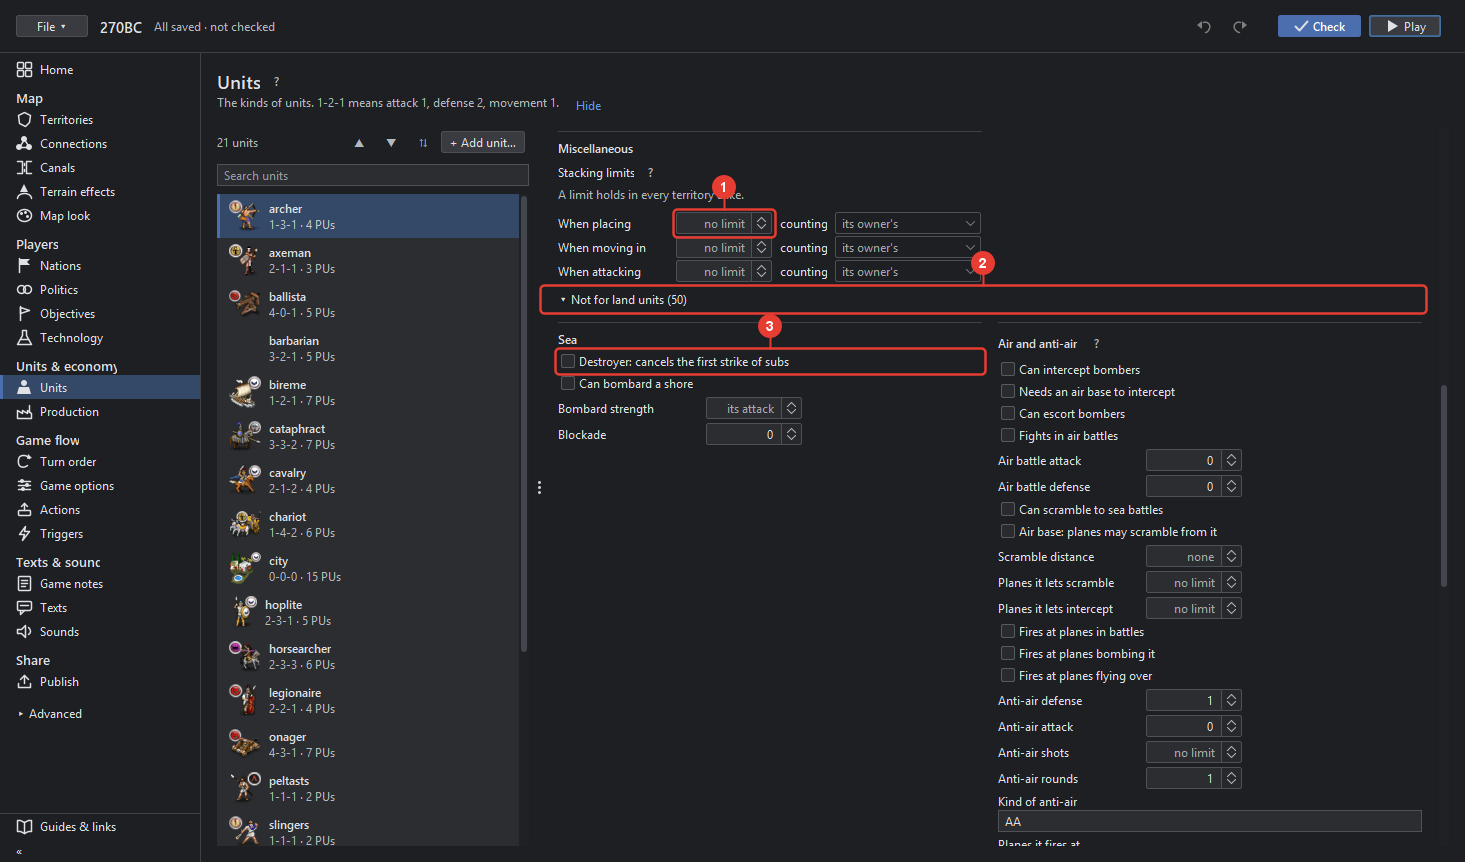 File
270BC
All saved · not checked
Check
Play
Home
Map
Territories
Connections
Canals
Terrain effects
Map look
Players
Nations
Politics
Objectives
Technology
Units & economy
Units
Production
Game flow
Turn order
Game options
Actions
Triggers
Texts & sound
Game notes
Texts
Sounds
Share
Publish
Advanced
Guides & links
«
Units ?
The kinds of units. 1-2-1 means attack 1, defense 2, movement 1. Hide
21 units
+ Add unit...
Search units
archer
1-3-1 · 4 PUs
axeman
2-1-1 · 3 PUs
ballista
4-0-1 · 5 PUs
barbarian
3-2-1 · 5 PUs
bireme
1-2-1 · 7 PUs
cataphract
3-3-2 · 7 PUs
cavalry
2-1-2 · 4 PUs
chariot
1-4-2 · 6 PUs
city
0-0-0 · 15 PUs
hoplite
2-3-1 · 5 PUs
horsearcher
2-3-3 · 6 PUs
legionaire
2-2-1 · 4 PUs
onager
4-3-1 · 7 PUs
peltasts
1-1-1 · 2 PUs
slingers
1-1-1 · 2 PUs
Miscellaneous
Stacking limits ?
A limit holds in every territory
1
When placing no limit counting its owner's
When moving in no limit counting its owner's
When attacking no limit counting its owner's
2
Not for land units (50)
3
Sea
Destroyer: cancels the first strike of subs
Can bombard a shore
Bombard strength its attack
Blockade 0
Air and anti-air ?
Can intercept bombers
Needs an air base to intercept
Can escort bombers
Fights in air battles
Air battle attack 0
Air battle defense 0
Can scramble to sea battles
Air base: planes may scramble from it
Scramble distance none
Planes it lets scramble no limit
Planes it lets intercept no limit
Fires at planes in battles
Fires at planes bombing it
Fires at planes flying over
Anti-air defense 1
Anti-air attack 0
Anti-air shots no limit
Anti-air rounds 1
Kind of anti-air
AA
Planes it fires at